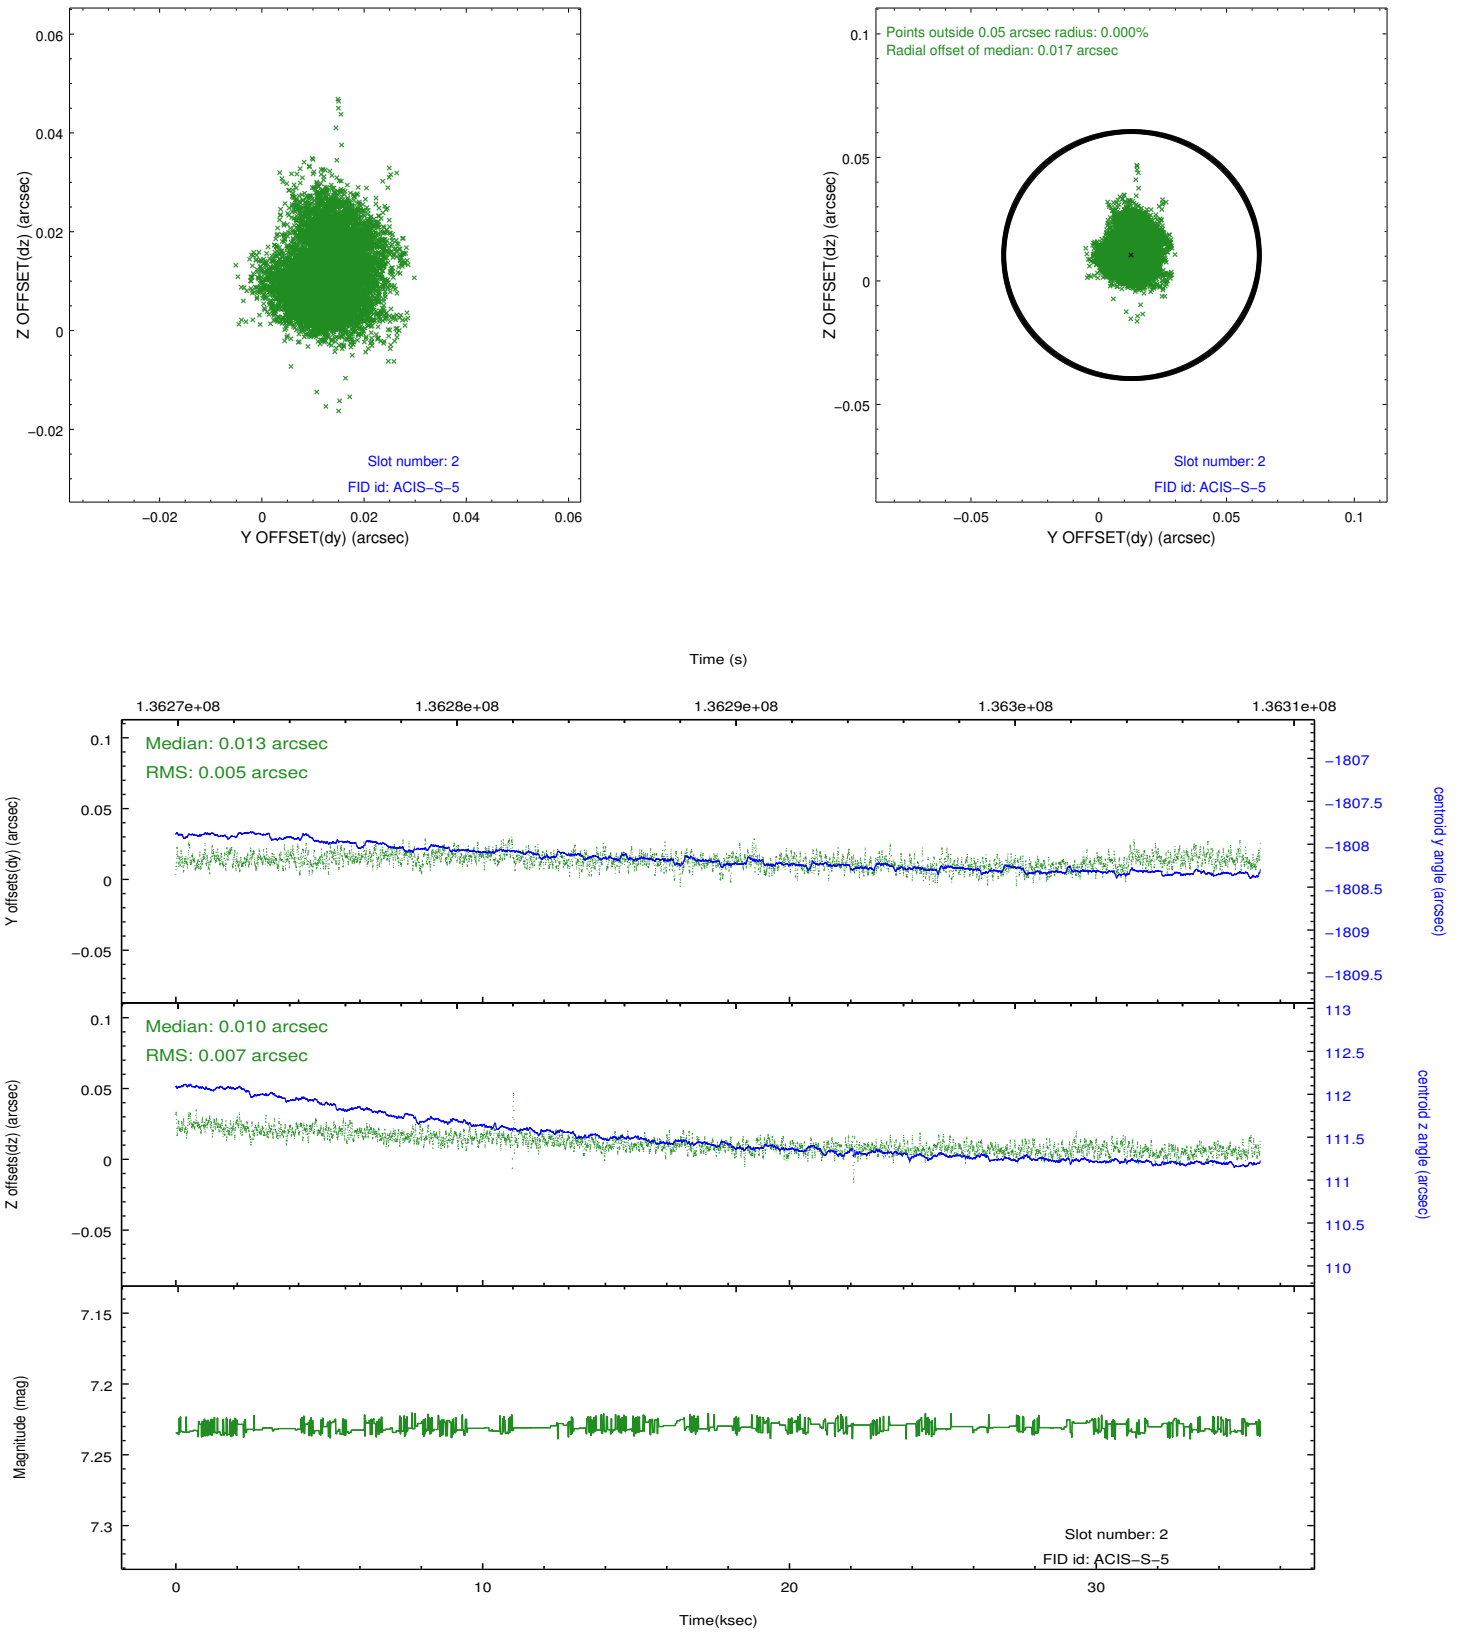 0.06
0.04
0.02
0
−0.02
Z OFFSET(dz) (arcsec)
Slot number: 2
FID id: ACIS−S−5
−0.02 0 0.02 0.04 0.06
Y OFFSET(dy) (arcsec)
Points outside 0.05 arcsec radius: 0.000%
Radial offset of median: 0.017 arcsec
0.1
0.05
0
−0.05
Z OFFSET(dz) (arcsec)
Slot number: 2
FID id: ACIS−S−5
−0.05 0 0.05 0.1
Y OFFSET(dy) (arcsec)
Time (s)
1.3627e+08 1.3628e+08 1.3629e+08 1.363e+08 1.3631e+08
Median: 0.013 arcsec
RMS: 0.005 arcsec
0.1
0.05
0
−0.05
Y offsets(dy) (arcsec)
−1807
−1807.5
−1808
−1808.5
−1809
−1809.5
centroid y angle (arcsec)
Median: 0.010 arcsec
RMS: 0.007 arcsec
0.1
0.05
0
−0.05
Z offsets(dz) (arcsec)
113
112.5
112
111.5
111
110.5
110
centroid z angle (arcsec)
7.15
7.2
7.25
7.3
Magnitude (mag)
Slot number: 2
FID id: ACIS−S−5
0 10 20 30
Time(ksec)